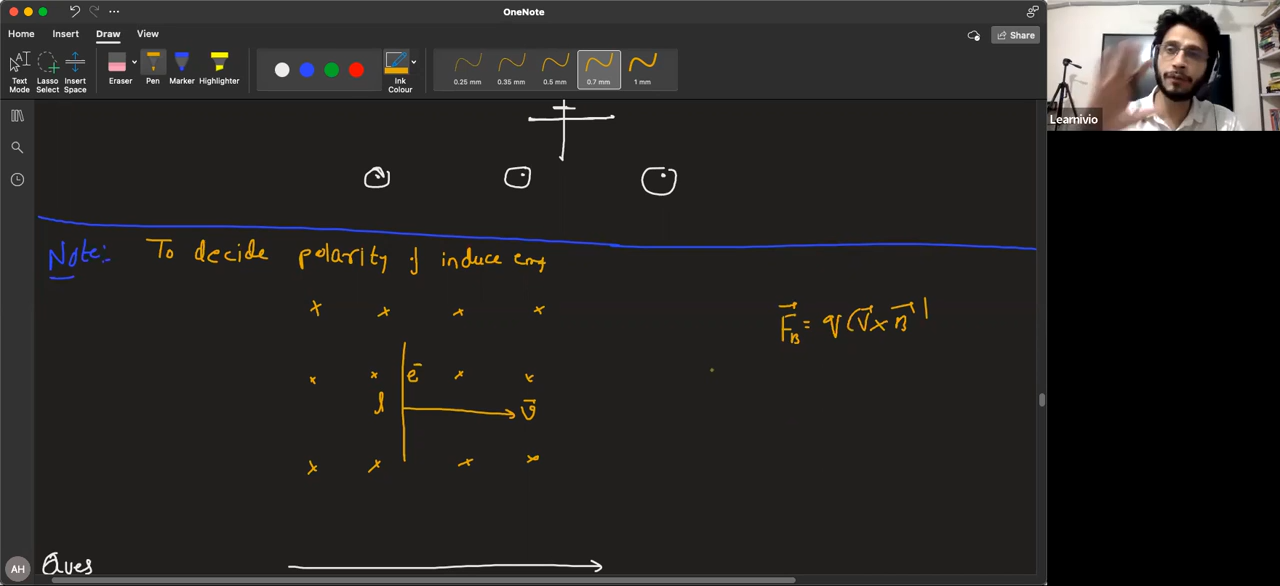 OneNote
Home Insert Draw View
Share
Text Mode
Lasso Select
Insert Space
Eraser
Pen
Marker
Highlighter
Ink Colour
0.25 mm
0.35 mm
0.5 mm
0.7 mm
1 mm
Learnivio
Note:- To decide polarity of induce emf
x x x x
F⃗B = q(v⃗ x B⃗)
x x e⁻ x x
l v⃗
x x x x
Ques
AH